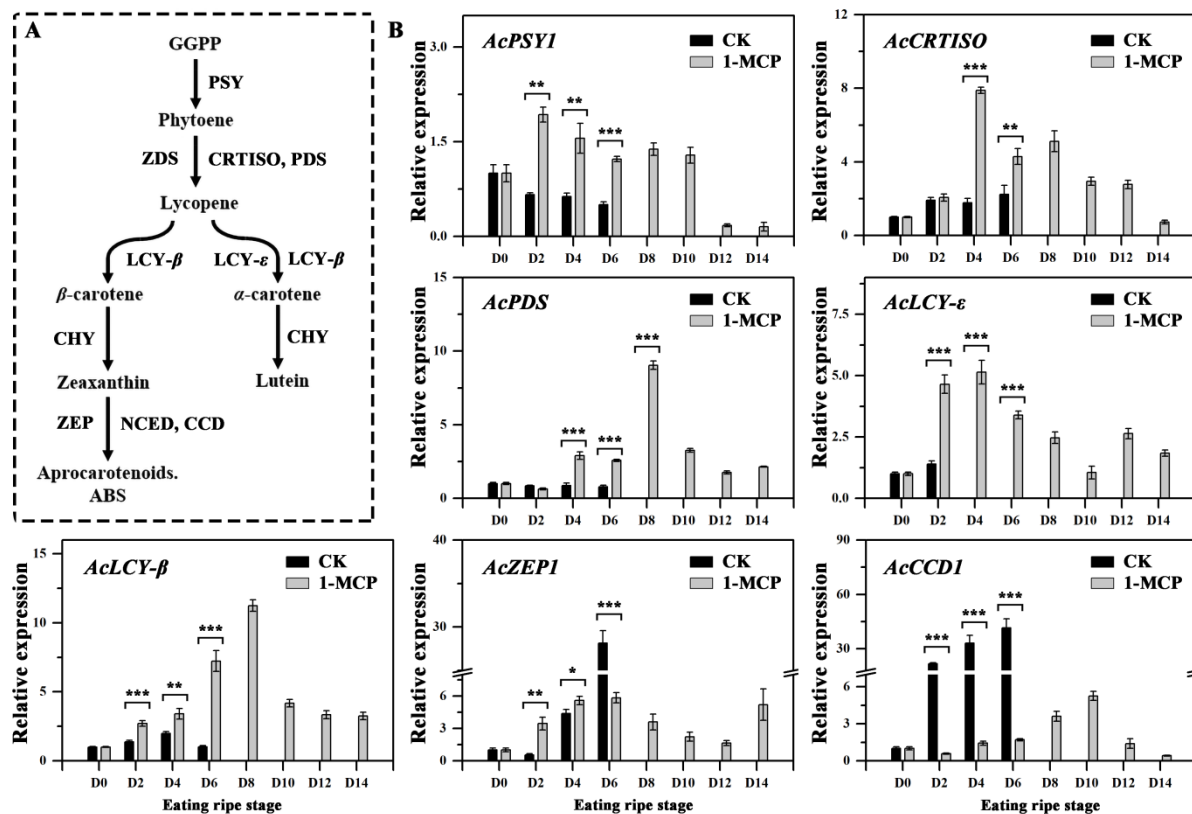 A
GGPP
PSY
Phytoene
ZDS CRTISO, PDS
Lycopene
LCY-β LCY-ε LCY-β
β-carotene α-carotene
CHY CHY
Zeaxanthin Lutein
ZEP NCED, CCD
Aprocarotenoids.
ABS
B
AcPSY1
CK
1-MCP
Relative expression
3.0
1.5
0.0
** ** ***
D0 D2 D4 D6 D8 D10 D12 D14
AcCRTISO
CK
1-MCP
Relative expression
12
8
4
0
*** **
D0 D2 D4 D6 D8 D10 D12 D14
AcPDS
CK
1-MCP
Relative expression
15
10
5
0
*** *** ***
D0 D2 D4 D6 D8 D10 D12 D14
AcLCY-ε
CK
1-MCP
Relative expression
7.5
5.0
2.5
0.0
*** *** ***
D0 D2 D4 D6 D8 D10 D12 D14
AcLCY-β
CK
1-MCP
Relative expression
15
10
5
0
*** ** ***
D0 D2 D4 D6 D8 D10 D12 D14
Eating ripe stage
AcZEP1
CK
1-MCP
Relative expression
40
30
6
3
0
** * ***
D0 D2 D4 D6 D8 D10 D12 D14
Eating ripe stage
AcCCD1
CK
1-MCP
Relative expression
90
60
30
6
3
0
*** *** ***
D0 D2 D4 D6 D8 D10 D12 D14
Eating ripe stage